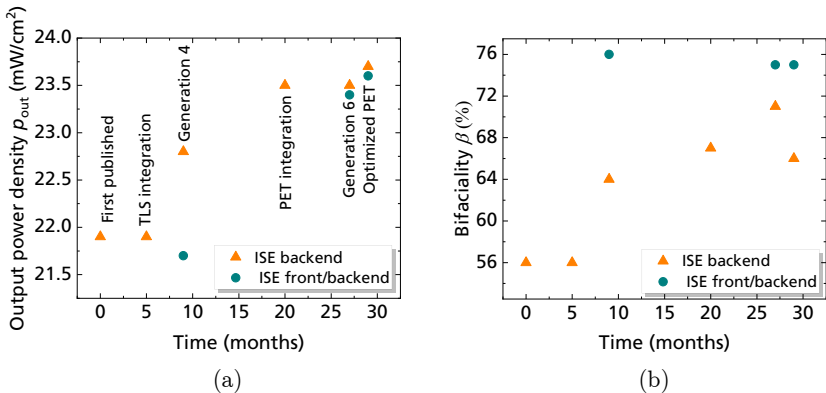 Output power density pout (mW/cm²)
24.0
23.5
23.0
22.5
22.0
21.5
First published
TLS integration
Generation 4
PET integration
Generation 6
Optimized PET
ISE backend
ISE front/backend
0 5 10 15 20 25 30
Time (months)
(a)
Bifaciality β (%)
76
72
68
64
60
56
ISE backend
ISE front/backend
0 5 10 15 20 25 30
Time (months)
(b)